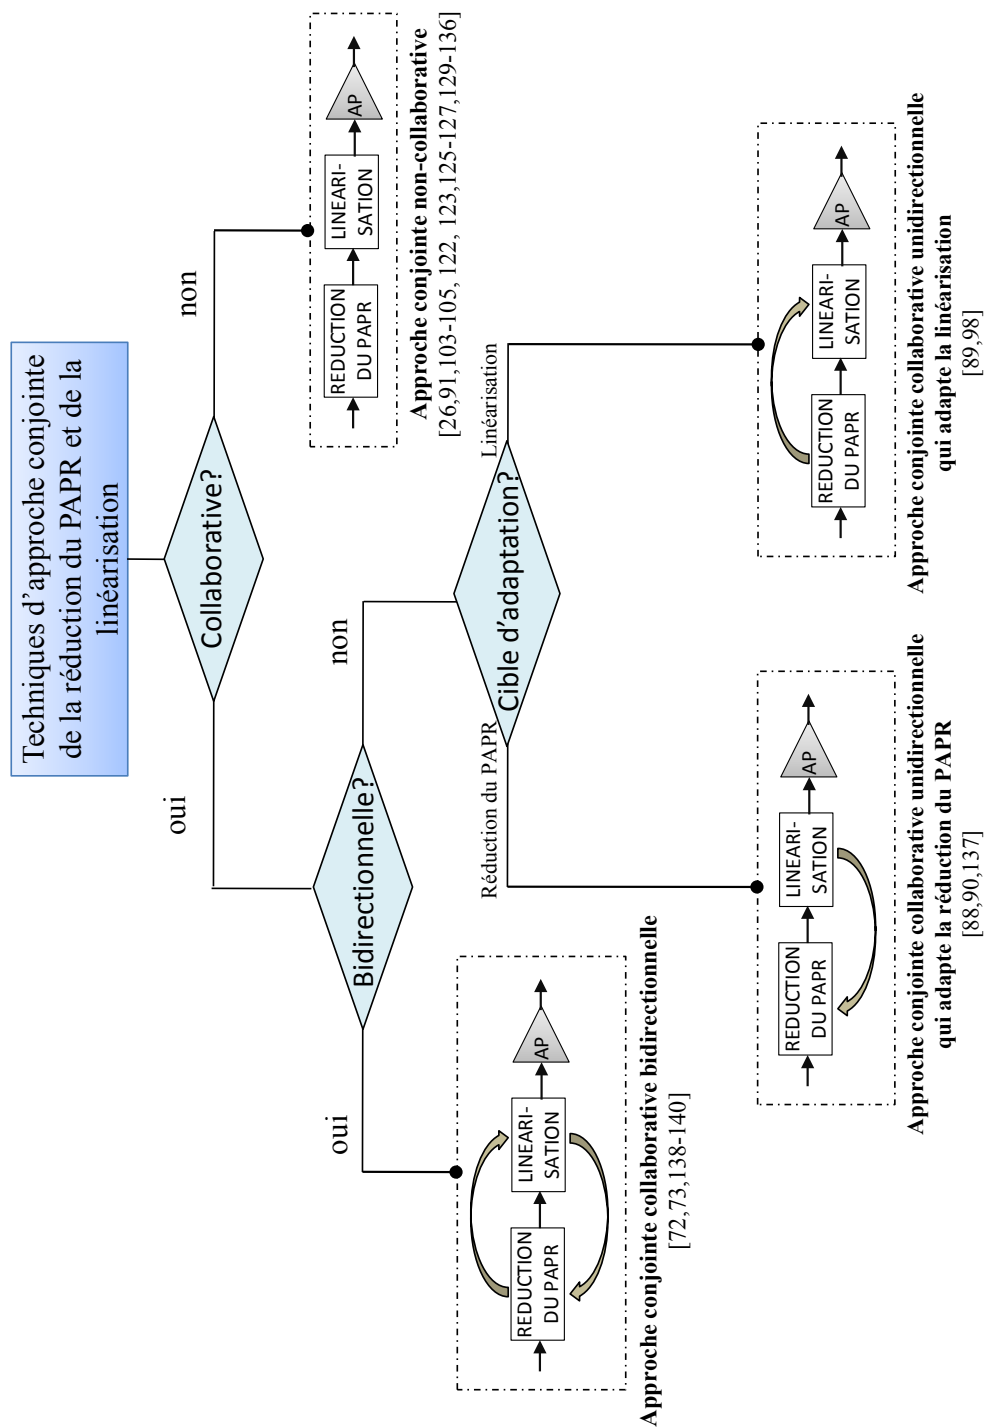 Techniques d'approche conjointe
de la réduction du PAPR et de la
linéarisation
Collaborative?
oui
non
Bidirectionnelle?
oui
non
REDUCTION
DU PAPR
LINEARI-
SATION
AP
Approche conjointe non-collaborative
[26,91,103-105, 122, 123,125-127,129-136]
Cible d'adaptation?
Réduction du PAPR
Linéarisation
REDUCTION
DU PAPR
LINEARI-
SATION
AP
Approche conjointe collaborative bidirectionnelle
[72,73,138-140]
REDUCTION
DU PAPR
LINEARI-
SATION
AP
Approche conjointe collaborative unidirectionnelle
qui adapte la réduction du PAPR
[88,90,137]
REDUCTION
DU PAPR
LINEARI-
SATION
AP
Approche conjointe collaborative unidirectionnelle
qui adapte la linéarisation
[89,98]